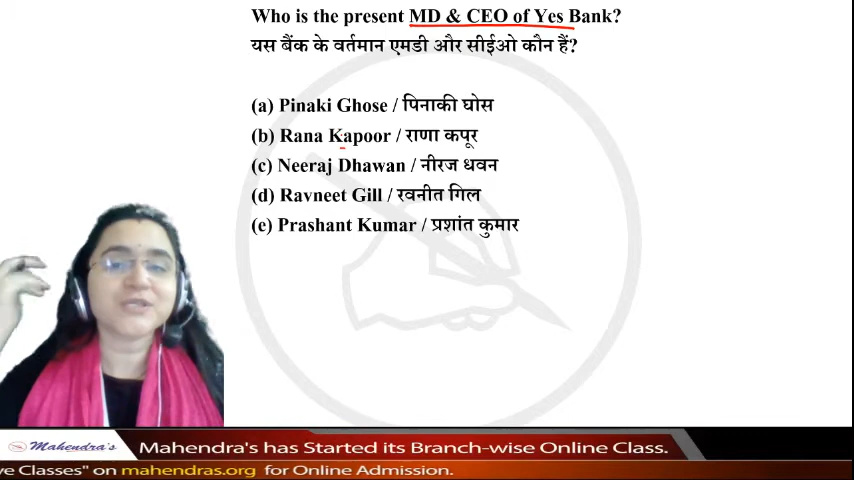 Who is the present MD & CEO of Yes Bank?
यस बैंक के वर्तमान एमडी और सीईओ कौन हैं?
(a) Pinaki Ghose / पिनाकी घोस
(b) Rana Kapoor / राणा कपूर
(c) Neeraj Dhawan / नीरज धवन
(d) Ravneet Gill / रवनीत गिल
(e) Prashant Kumar / प्रशांत कुमार
Mahendra's
Mahendra's has Started its Branch-wise Online Class.
ve Classes" on mahendras.org for Online Admission.